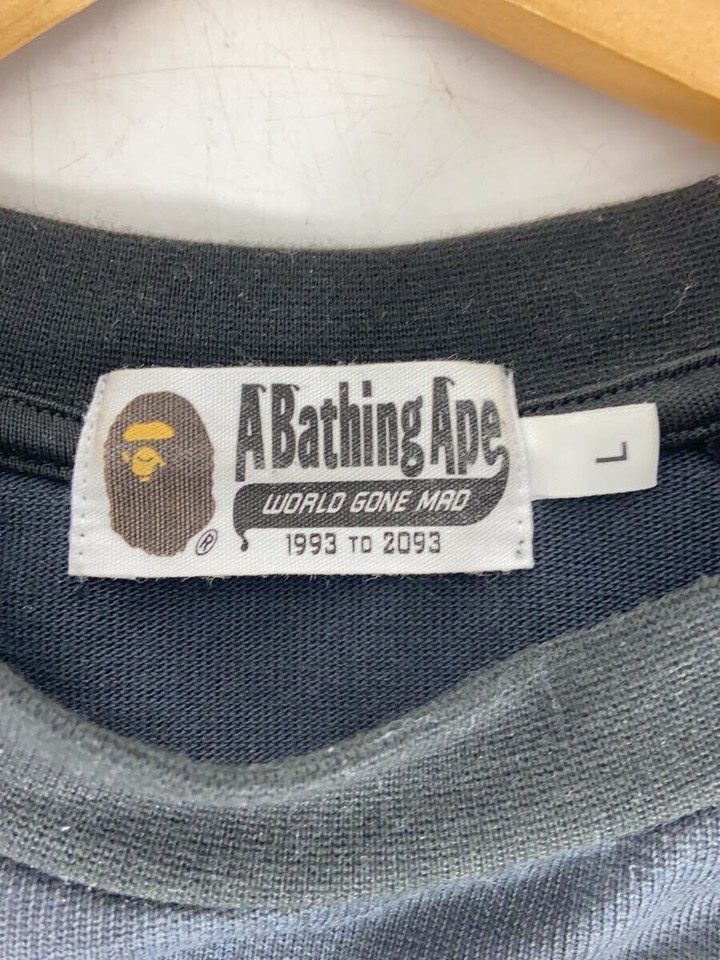 A Bathing Ape
WORLD GONE MAD
1993 TO 2093
®
L